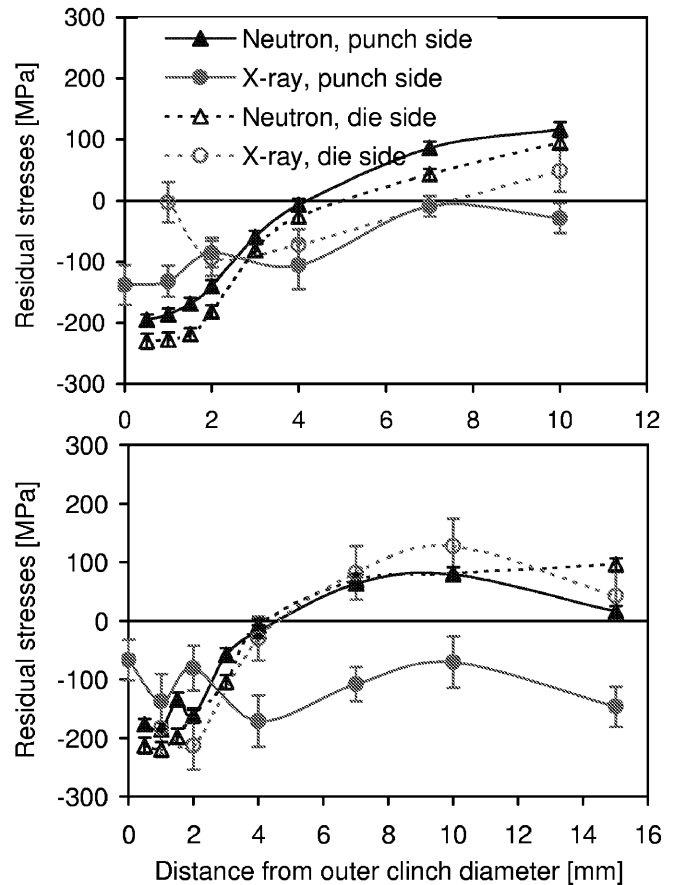 300
200
100
0
-100
-200
-300
Residual stresses [MPa]
Neutron, punch side
X-ray, punch side
Neutron, die side
X-ray, die side
0 2 4 6 8 10 12
300
200
100
0
-100
-200
-300
Residual stresses [MPa]
0 2 4 6 8 10 12 14 16
Distance from outer clinch diameter [mm]